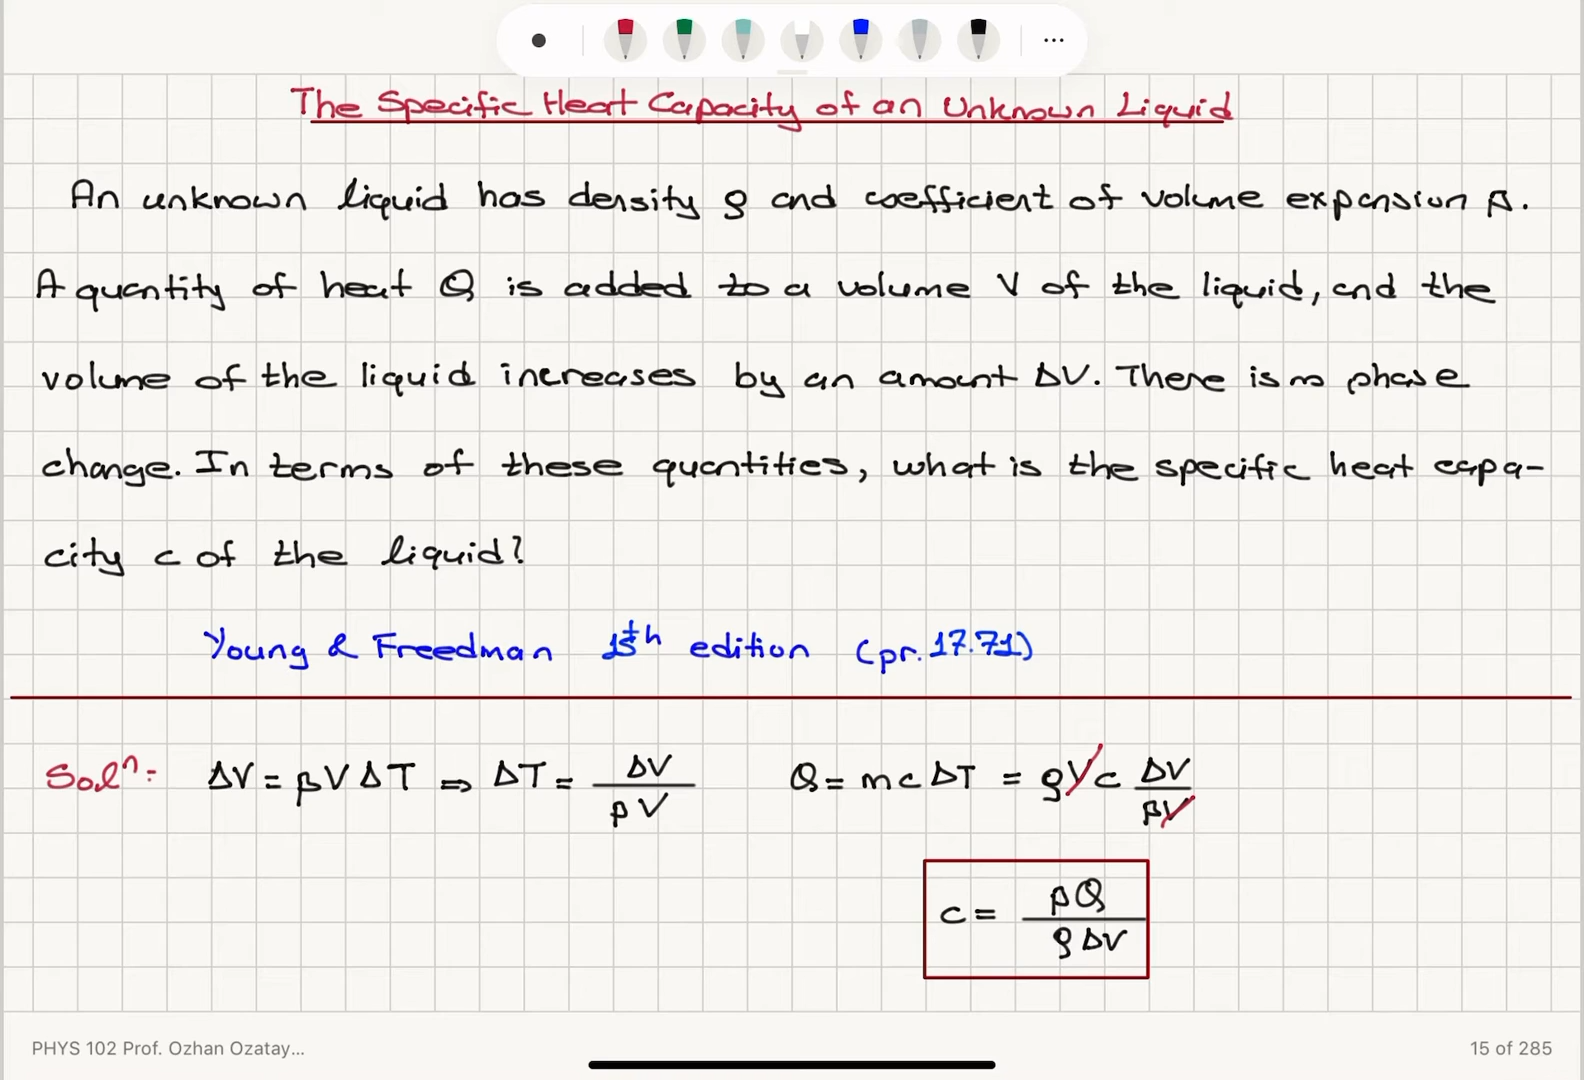 The Specific Heat Capacity of an Unknown Liquid
An unknown liquid has density ρ and coefficient of volume expansion β.
A quantity of heat Q is added to a volume V of the liquid, and the
volume of the liquid increases by an amount ΔV. There is no phase
change. In terms of these quantities, what is the specific heat capa-
city c of the liquid?
Young & Freedman 15th edition (pr. 17.71)
Solⁿ: ΔV = βVΔT ⇒ ΔT = ΔV / βV Q = mcΔT = ρVc ΔV / βV
c = βQ / ρΔV
PHYS 102 Prof. Ozhan Ozatay...
15 of 285